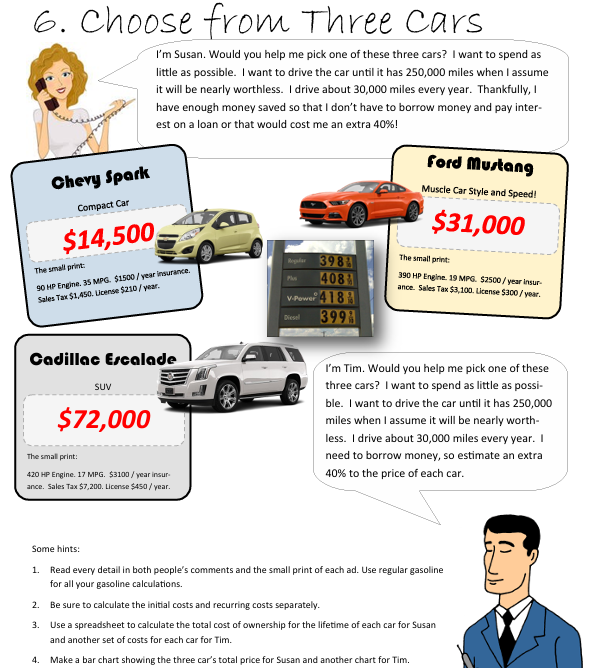 6. Choose from Three Cars
I'm Susan. Would you help me pick one of these three cars?  I want to spend as
little as possible.  I want to drive the car until it has 250,000 miles when I assume
it will be nearly worthless.  I drive about 30,000 miles every year.  Thankfully, I
have enough money saved so that I don't have to borrow money and pay inter-
est on a loan or that would cost me an extra 40%!
Chevy Spark
Compact Car
$14,500
The small print:
90 HP Engine. 35 MPG.  $1500 / year insurance.
Sales Tax $1,450. License $210 / year.
Ford Mustang
Muscle Car Style and Speed!
$31,000
The small print:
390 HP Engine. 19 MPG.  $2500 / year insur-
ance.  Sales Tax $3,100. License $300 / year.
Regular 398 9/10
Plus 408 9/10
V-Power 418 9/10
Diesel 399 9/10
Cadillac Escalade
SUV
$72,000
The small print:
420 HP Engine. 17 MPG.  $3100 / year insur-
ance.  Sales Tax $7,200. License $450 / year.
I'm Tim. Would you help me pick one of these
three cars?  I want to spend as little as possi-
ble.  I want to drive the car until it has 250,000
miles when I assume it will be nearly worth-
less.  I drive about 30,000 miles every year.  I
need to borrow money, so estimate an extra
40% to the price of each car.
Some hints:
1. Read every detail in both people's comments and the small print of each ad. Use regular gasoline
for all your gasoline calculations.
2. Be sure to calculate the initial costs and recurring costs separately.
3. Use a spreadsheet to calculate the total cost of ownership for the lifetime of each car for Susan
and another set of costs for each car for Tim.
4. Make a bar chart showing the three car's total price for Susan and another chart for Tim.